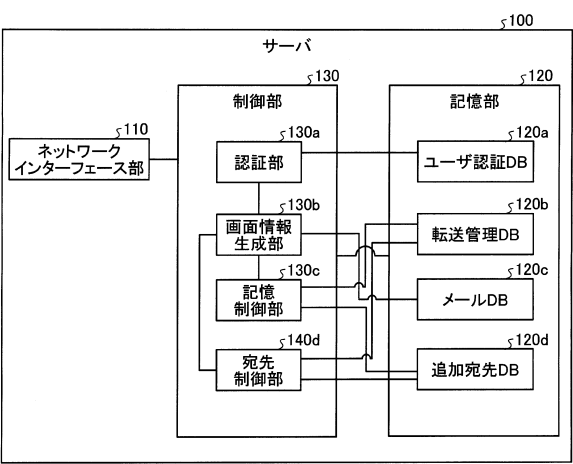 100
サーバ
130
制御部
120
記憶部
110
ネットワーク
インターフェース部
130a
認証部
120a
ユーザ認証DB
130b
画面情報
生成部
120b
転送管理DB
130c
記憶
制御部
120c
メールDB
140d
宛先
制御部
120d
追加宛先DB